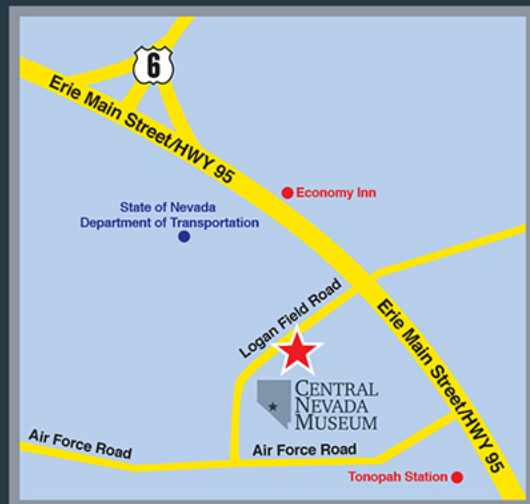 6
Erie Main Street/HWY 95
Economy Inn
State of Nevada
Department of Transportation
Logan Field Road
Erie Main Street/HWY 95
CENTRAL
NEVADA
MUSEUM
Air Force Road
Air Force Road
Tonopah Station